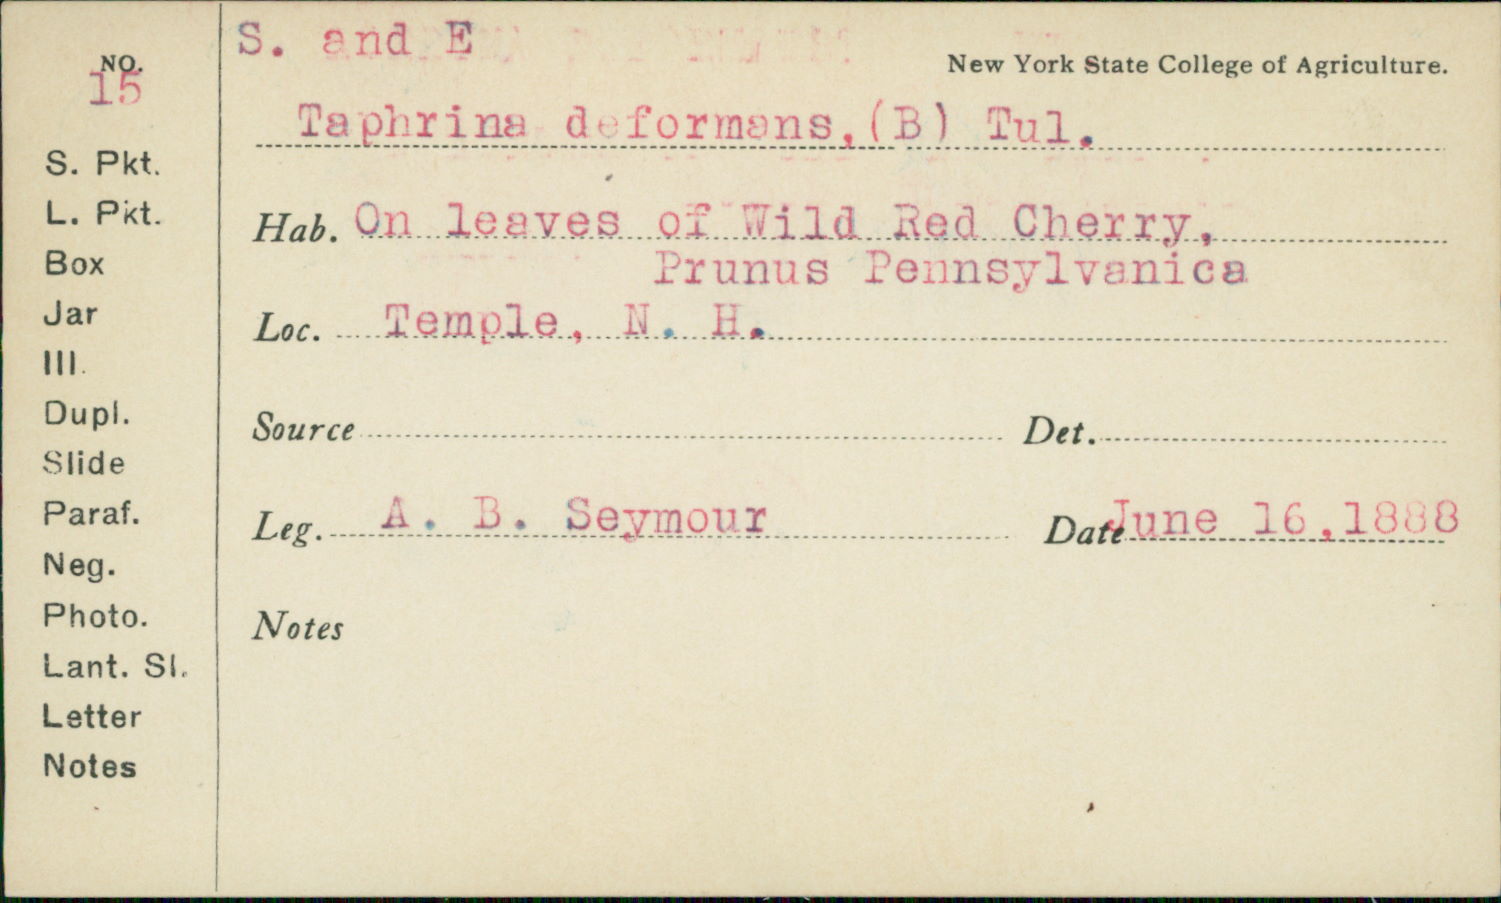 S. and E
New York State College of Agriculture.
NO.
15
Taphrina deformans,(B) Tul.
S. Pkt.
L. Pkt.
Box
Jar
Ill.
Dupl.
Slide
Paraf.
Neg.
Photo.
Lant. Sl.
Letter
Notes
Hab. On leaves of Wild Red Cherry,
Prunus Pennsylvanica
Loc. Temple, N. H.
Source Det.
Leg. A. B. Seymour Date June 16,1888
Notes